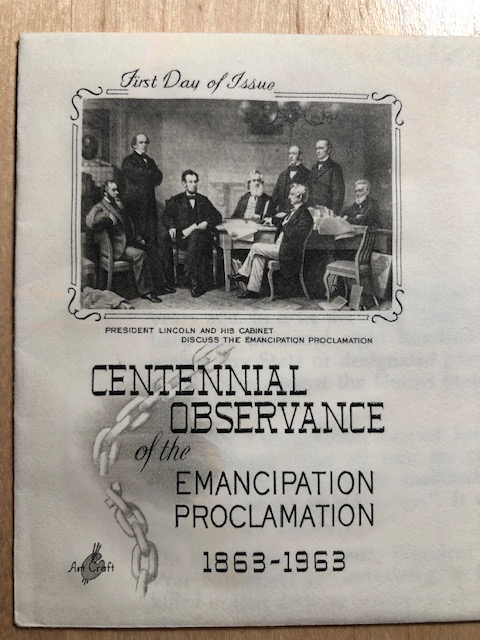 First Day of Issue
PRESIDENT LINCOLN AND HIS CABINET
DISCUSS THE EMANCIPATION PROCLAMATION
CENTENNIAL
OBSERVANCE
of the
EMANCIPATION
PROCLAMATION
1863-1963
Art Craft